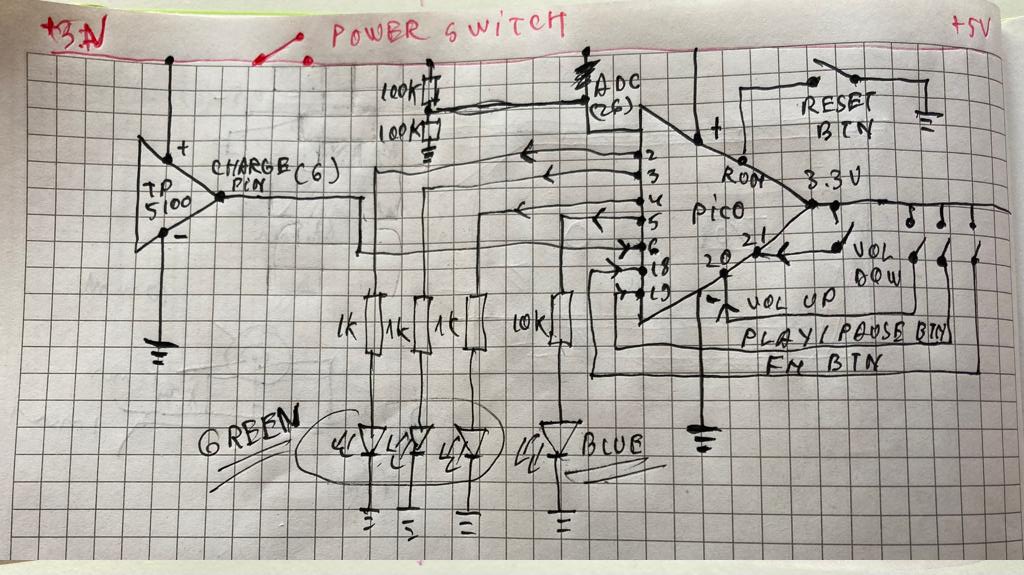 +3.7V
POWER SWITCH
+5V
100K
100K
ADC
(26)
RESET
BTN
+
TP
5100
-
CHARGE (6)
PIN
2
3
4
5
6
18
19
+
RUN
PICO
3.3V
21
20
-
VOL
DOW
VOL UP
PLAY/PAUSE BTN
FM BTN
1K
1K
1K
10K
GREEN
BLUE